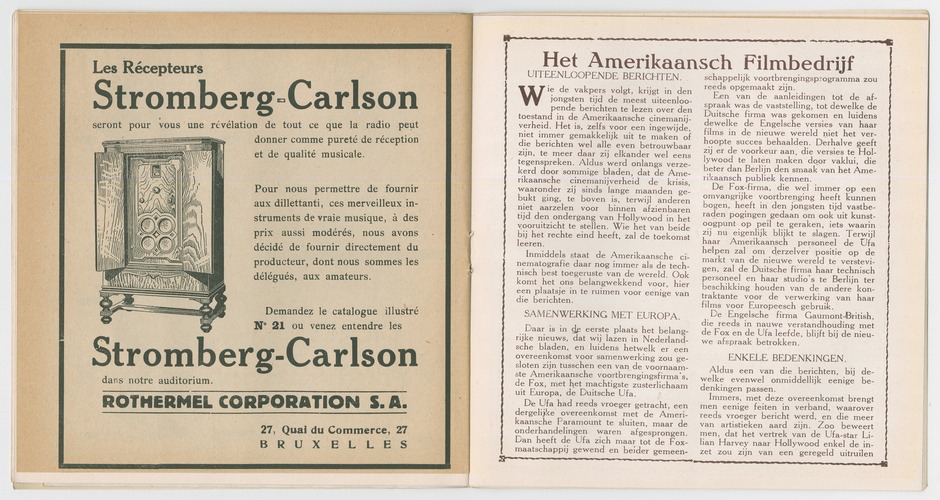 Les Récepteurs
Stromberg-Carlson
seront pour vous une révélation de tout ce que la radio peut
donner comme pureté de réception
et de qualité musicale.
Pour nous permettre de fournir
aux dillettanti, ces merveilleux in-
struments de vraie musique, à des
prix aussi modérés, nous avons
décidé de fournir directement du
producteur, dont nous sommes les
délégués, aux amateurs.
Demandez le catalogue illustré
N° 21 ou venez entendre les
Stromberg-Carlson
dans notre auditorium.
ROTHERMEL CORPORATION S. A.
27, Quai du Commerce, 27
BRUXELLES
Het Amerikaansch Filmbedrijf
UITEENLOOPENDE BERICHTEN.
Wie de vakpers volgt, krijgt in den
jongsten tijd de meest uiteenloo-
pende berichten te lezen over den
toestand in de Amerikaansche cinemanij-
verheid. Het is, zelfs voor een ingewijde,
niet immer gemakkelijk uit te maken of
die berichten wel alle even betrouwbaar
zijn, te meer daar zij elkander wel eens
tegenspreken. Aldus werd onlangs verze-
kerd door sommige bladen, dat de Ame-
rikaansche cinemanijverheid de krisis,
waaronder zij sinds lange maanden ge-
bukt ging, te boven is, terwijl anderen
niet aarzelen voor binnen afzienbaren
tijd den ondergang van Hollywood in het
vooruitzicht te stellen. Wie het van beide
bij het rechte eind heeft, zal de toekomst
leeren.
Inmiddels staat de Amerikaansche ci-
nematografie daar nog immer als de tech-
nisch best toegeruste van de wereld. Ook
komt het ons belangwekkend voor, hier
een plaatsje in te ruimen voor eenige van
die berichten.
SAMENWERKING MET EUROPA.
Daar is in de eerste plaats het belang-
rijke nieuws, dat wij lazen in Nederland-
sche bladen, en luidens hetwelk er een
overeenkomst voor samenwerking zou ge-
sloten zijn tusschen een van de voornaam-
ste Amerikaansche voortbrengingsfirma's,
de Fox, met het machtigste zusterlichaam
uit Europa, de Duitsche Ufa.
De Ufa had reeds vroeger getracht, een
dergelijke overeenkomst met de Ameri-
kaansche Paramount te sluiten, maar de
onderhandelingen waren afgesprongen.
Dan heeft de Ufa zich maar tot de Fox-
maatschappij gewend en beider gemeen-
schappelijk voortbrengingsprogramma zou
reeds opgemaakt zijn.
Een van de aanleidingen tot de af-
spraak was de vaststelling, tot dewelke de
Duitsche firma was gekomen en luidens
dewelke de Engelsche versies van haar
films in de nieuwe wereld niet het ver-
hoopte succes behaalden. Derhalve geeft
zij er de voorkeur aan, die versies te Hol-
lywood te laten maken door vaklui, die
beter dan Berlijn den smaak van het Ame-
rikaansch publiek kennen.
De Fox-firma, die wel immer op een
omvangrijke voortbrenging heeft kunnen
bogen, heeft in den jongsten tijd vastbe-
raden pogingen gedaan om ook uit kunst-
oogpunt op peil te geraken, iets waarin
zij nu eigenlijk blijkt te slagen. Terwijl
haar Amerikaansch personeel de Ufa
helpen zal om derzelver positie op de
markt van de nieuwe wereld te verstevi-
gen, zal de Duitsche firma haar technisch
personeel en haar studio's te Berlijn ter
beschikking houden van de andere kon-
traktante voor de verwerking van haar
films voor Europeesch gebruik.
De Engelsche firma Gaumont-British,
die reeds in nauwe verstandhouding met
de Fox en de Ufa leefde, blijft bij de nieu-
we afspraak betrokken.
ENKELE BEDENKINGEN.
Aldus een van die berichten, bij de-
welke evenwel onmiddellijk eenige be-
denkingen passen.
Immers, met deze overeenkomst brengt
men eenige feiten in verband, waarover
reeds vroeger bericht werd, en die meer
van artistieken aard zijn. Zoo beweert
men, dat het vertrek van de Ufa-star Li-
lian Harvey naar Hollywood enkel de in-
zet zou zijn van een geregeld uitruilen